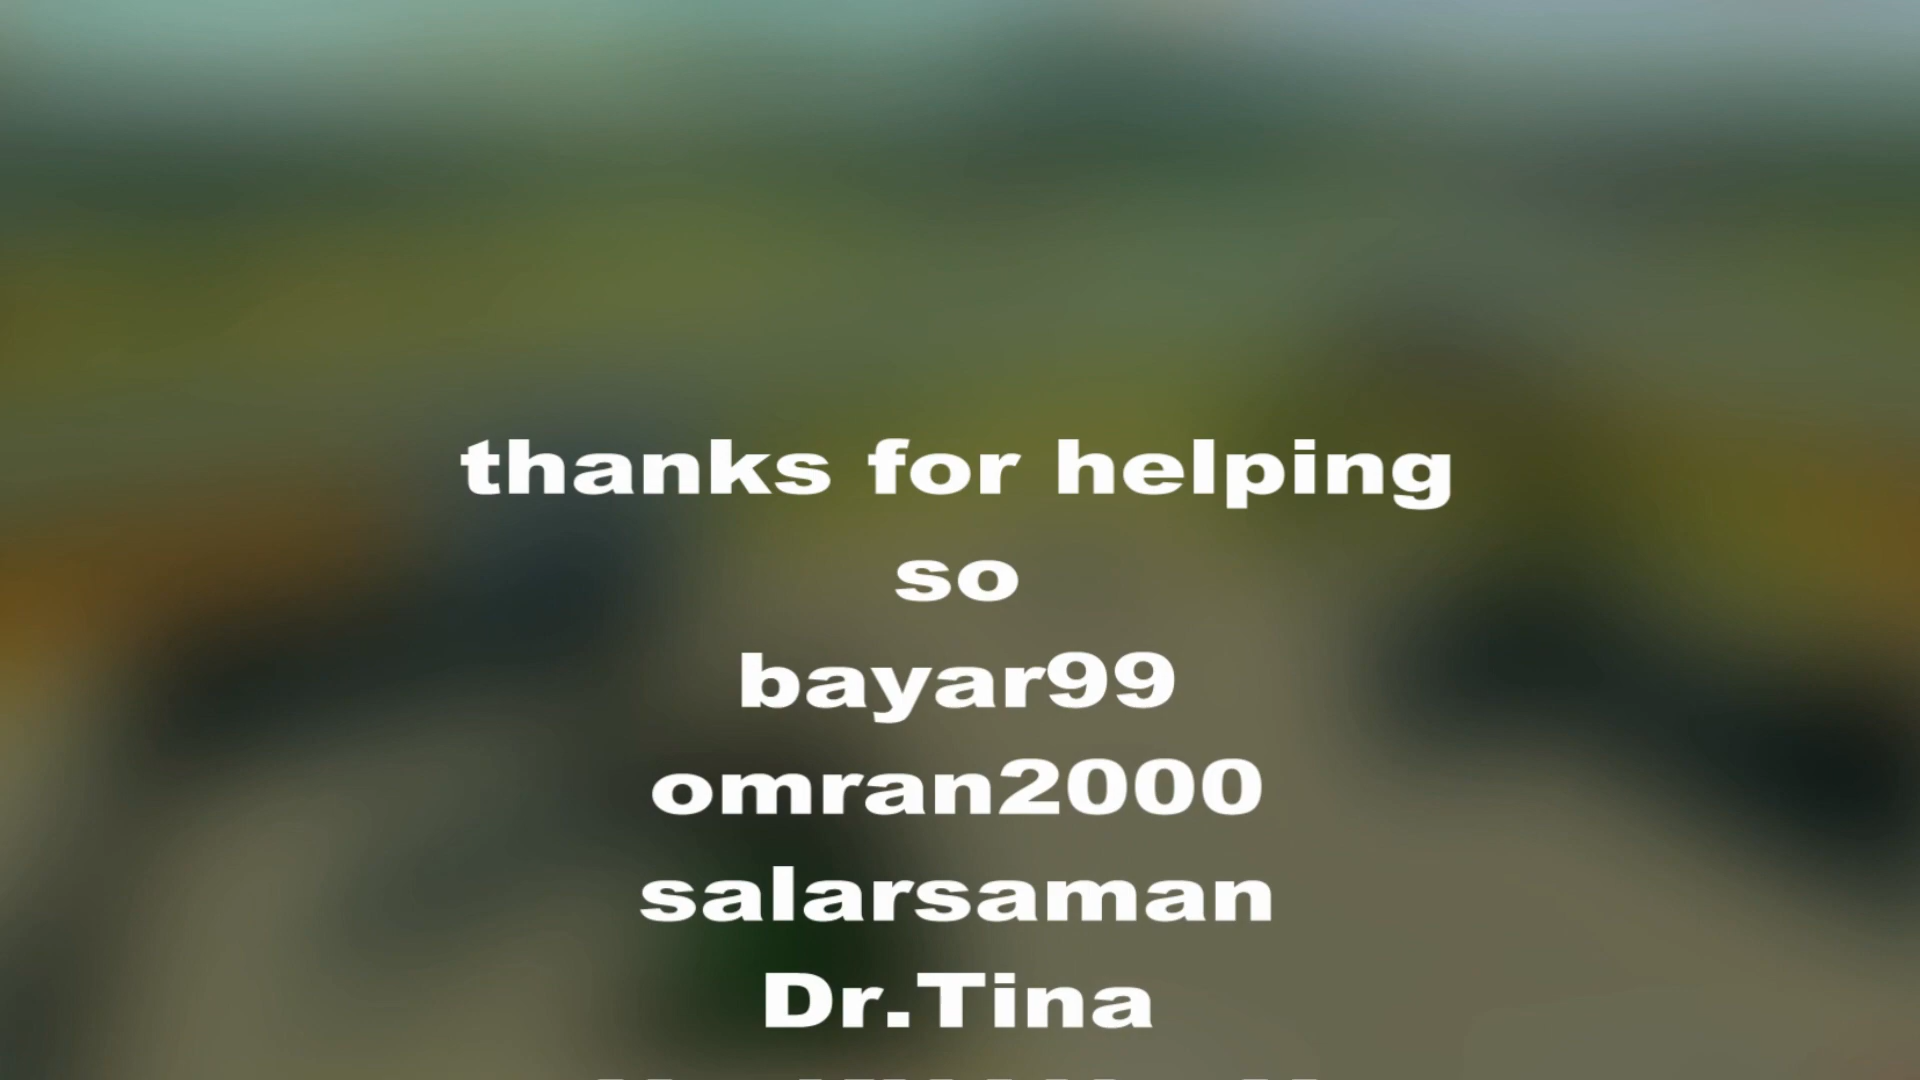 thanks for helping
so
bayar99
omran2000
salarsaman
Dr.Tina